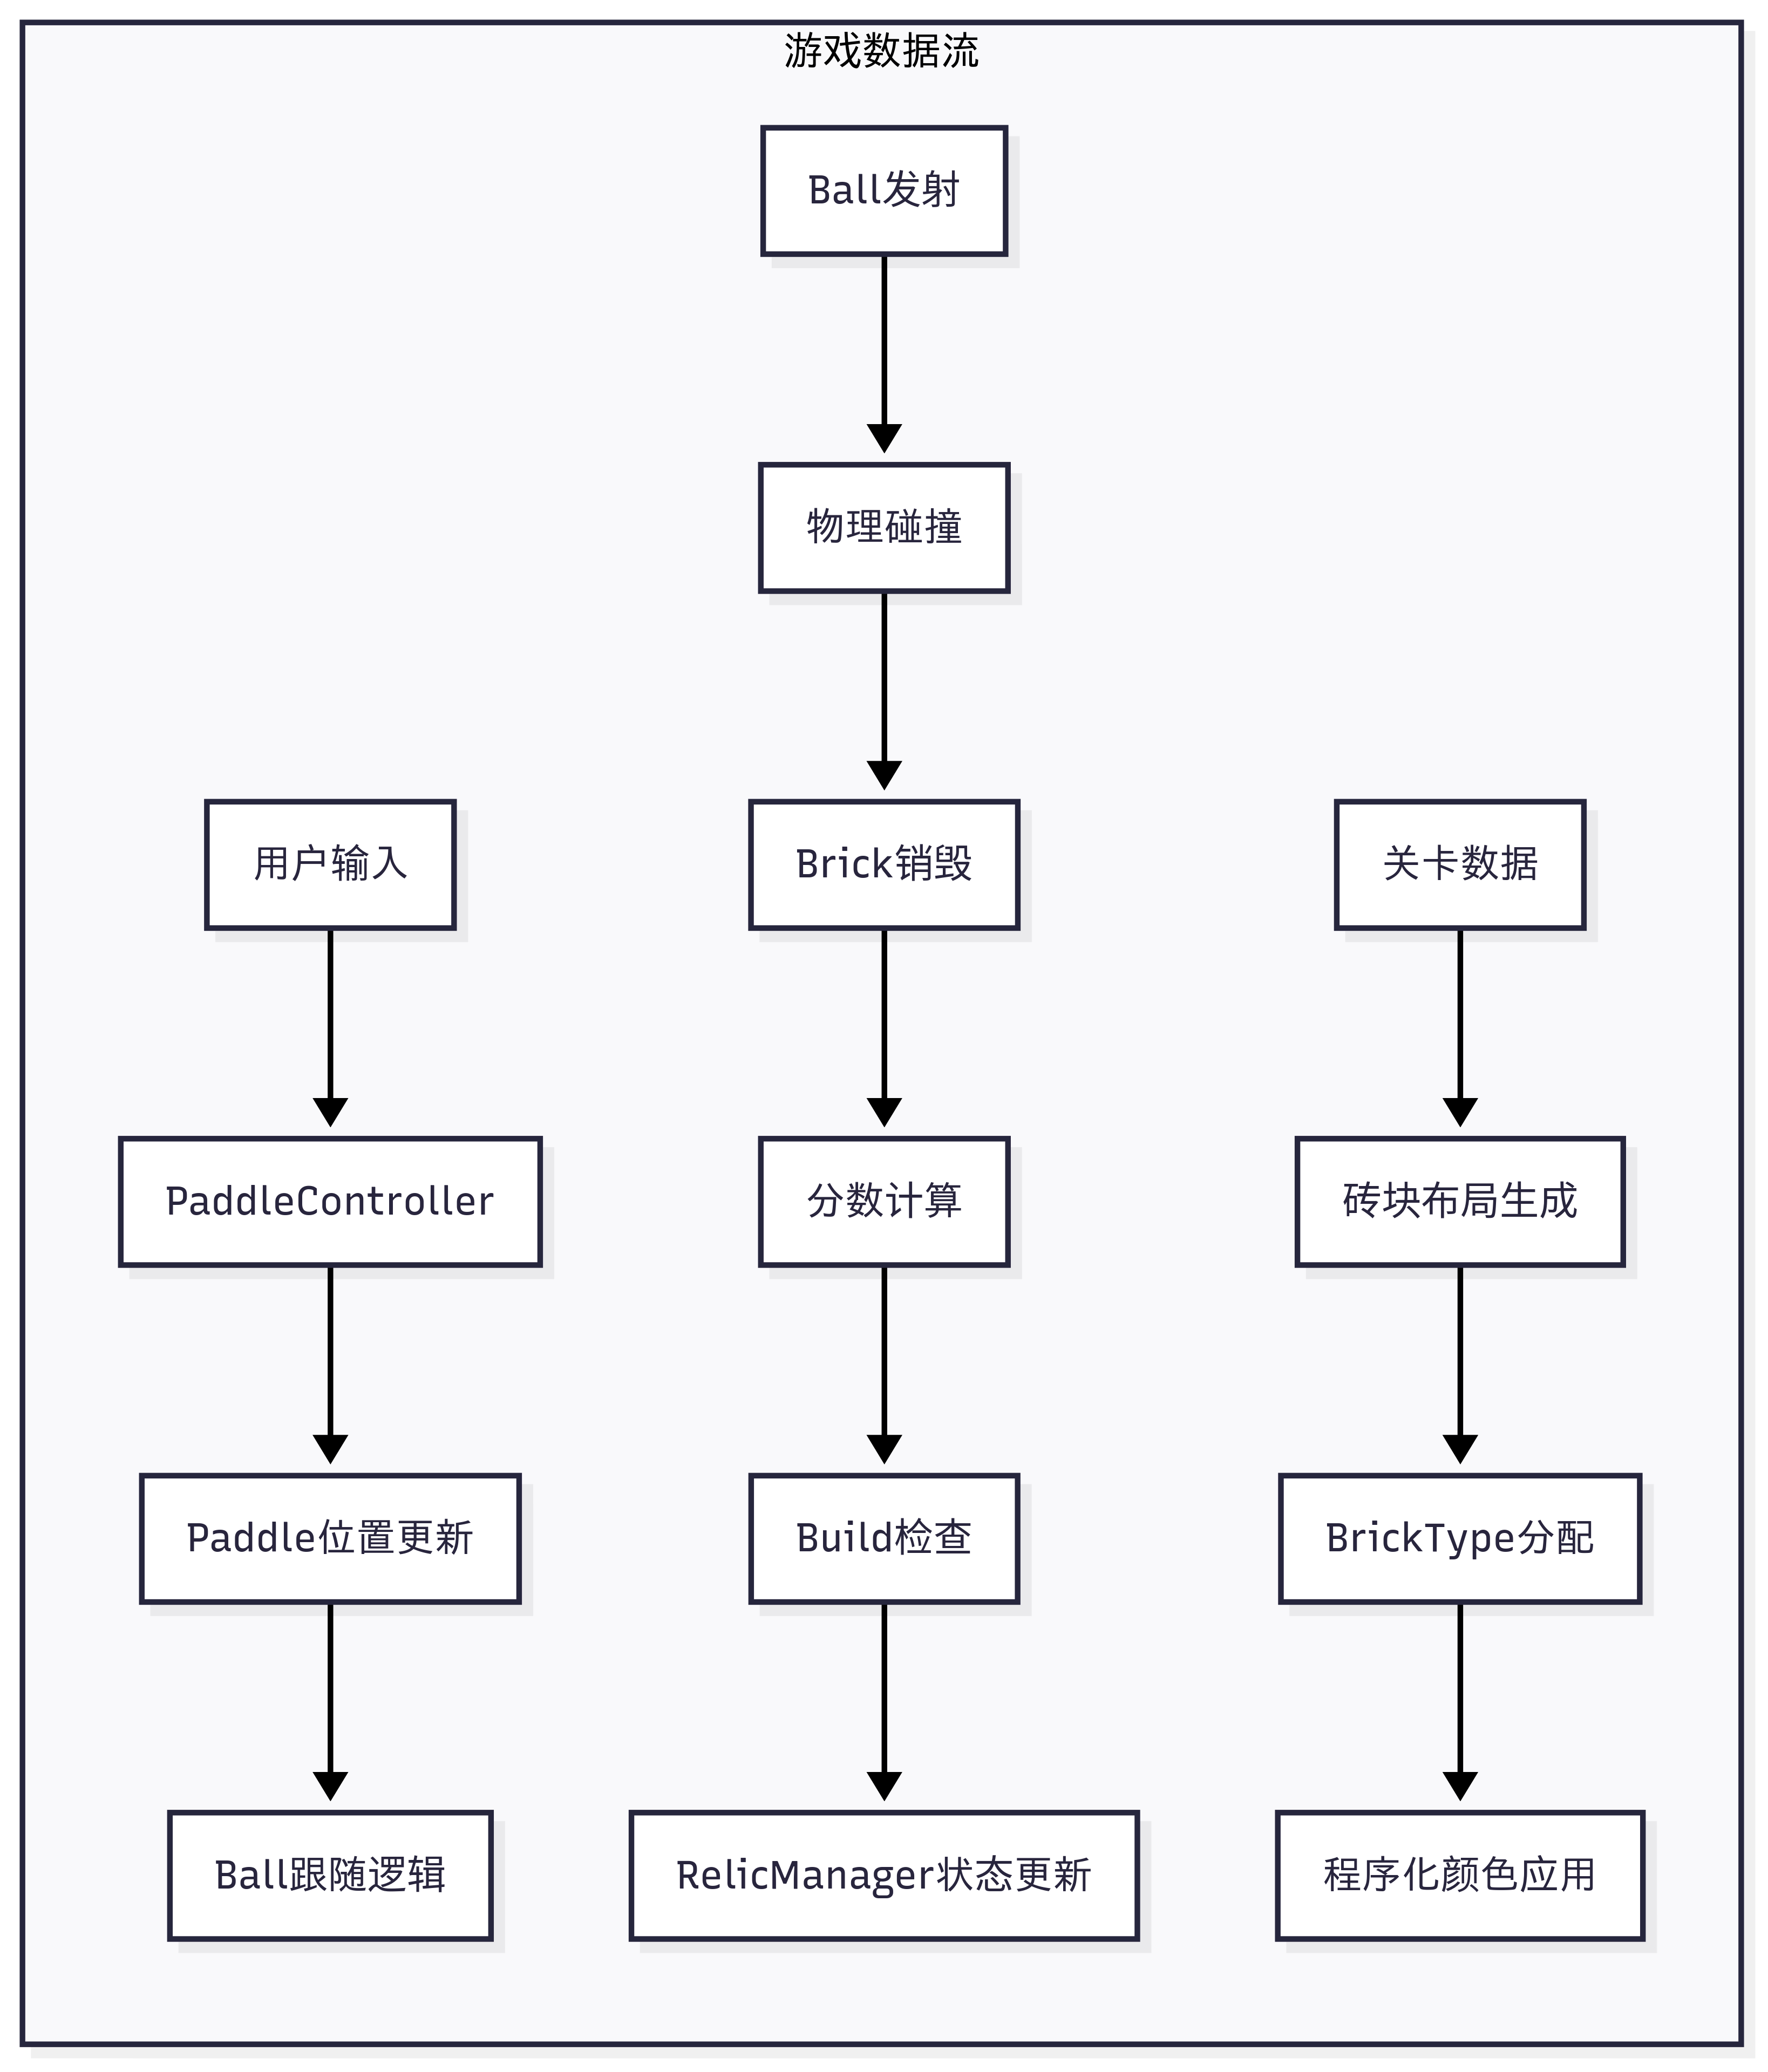 游戏数据流
Ball发射
物理碰撞
用户输入
Brick销毁
关卡数据
PaddleController
分数计算
砖块布局生成
Paddle位置更新
Build检查
BrickType分配
Ball跟随逻辑
RelicManager状态更新
程序化颜色应用